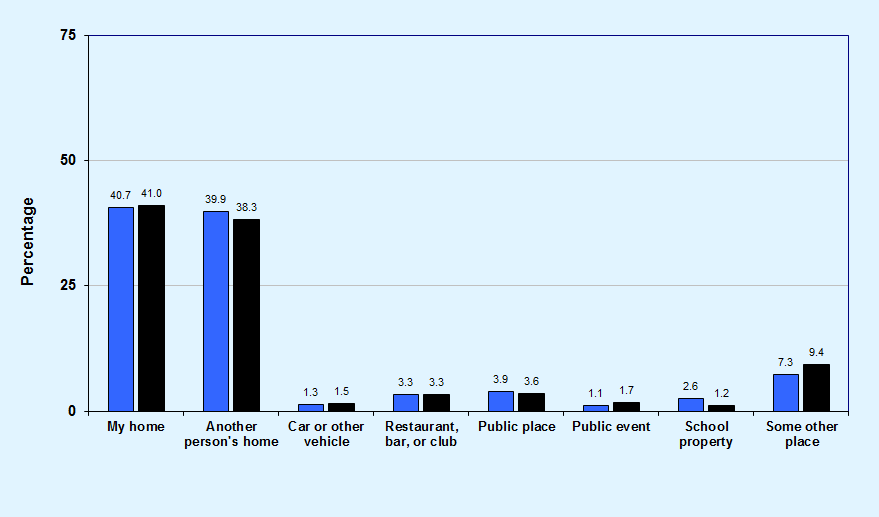 75
50
25
0
Percentage
40.7 41.0 39.9 38.3 1.3 1.5 3.3 3.3 3.9 3.6 1.1 1.7 2.6 1.2 7.3 9.4
My home
Another
person's home
Car or other
vehicle
Restaurant,
bar, or club
Public place
Public event
School
property
Some other
place